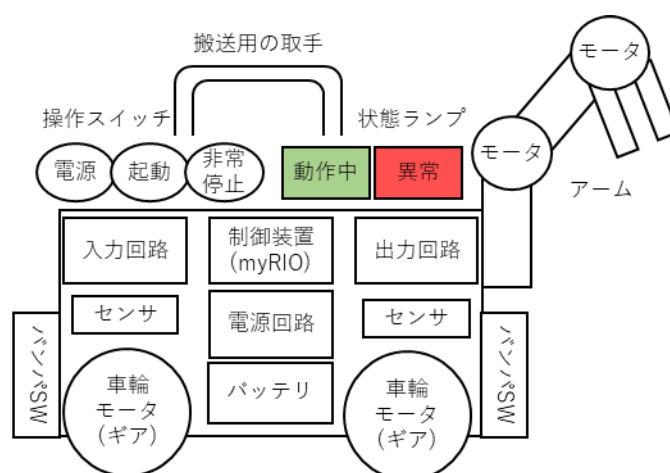 搬送用の取手
モータ
操作スイッチ
状態ランプ
電源
起動
非常
停止
動作中
異常
モータ
アーム
入力回路
制御装置
(myRIO)
出力回路
センサ
電源回路
センサ
バンパSW
バンパSW
車輪
モータ
(ギア)
バッテリ
車輪
モータ
(ギア)